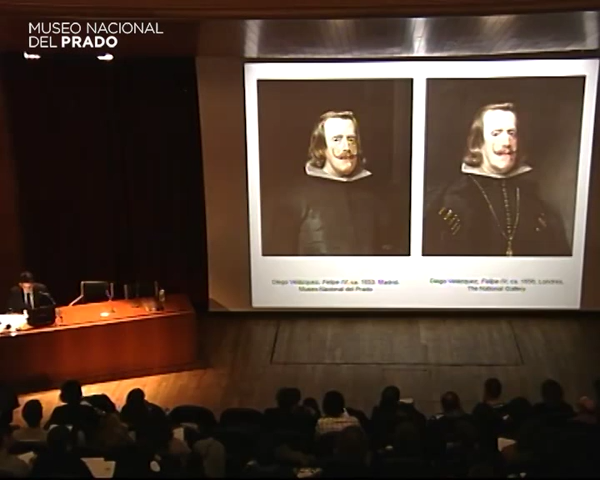 MUSEO NACIONAL
DEL PRADO
Diego Velázquez, Felipe IV, ca. 1653. Madrid,
Museo Nacional del Prado
Diego Velázquez, Felipe IV, ca. 1656, Londres,
The National Gallery